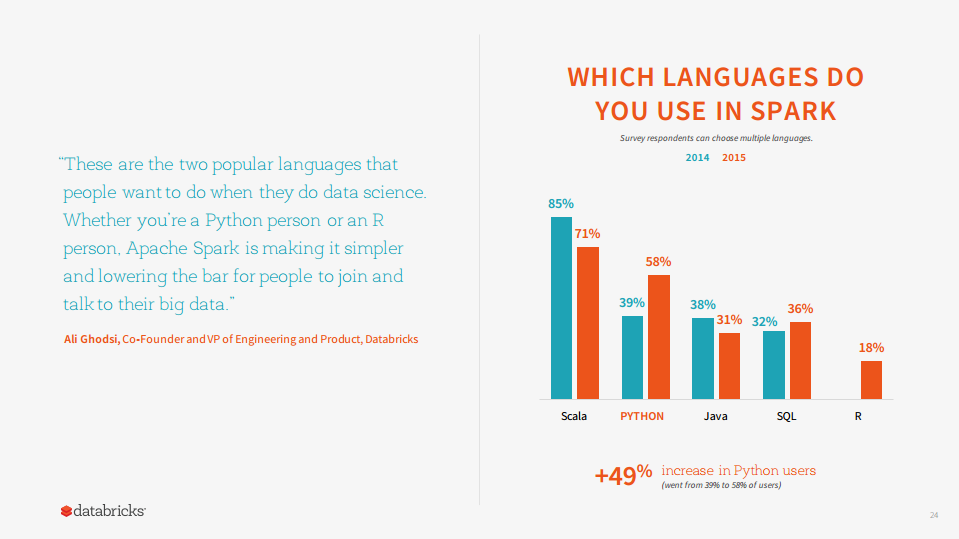 “These are the two popular languages that
people want to do when they do data science.
Whether you’re a Python person or an R
person, Apache Spark is making it simpler
and lowering the bar for people to join and
talk to their big data.”
Ali Ghodsi, Co-Founder and VP of Engineering and Product, Databricks
databricks
WHICH LANGUAGES DO
YOU USE IN SPARK
Survey respondents can choose multiple languages.
2014 2015
85% 71% 39% 58% 38% 31% 32% 36% 18%
Scala PYTHON Java SQL R
+49% increase in Python users
(went from 39% to 58% of users)
24